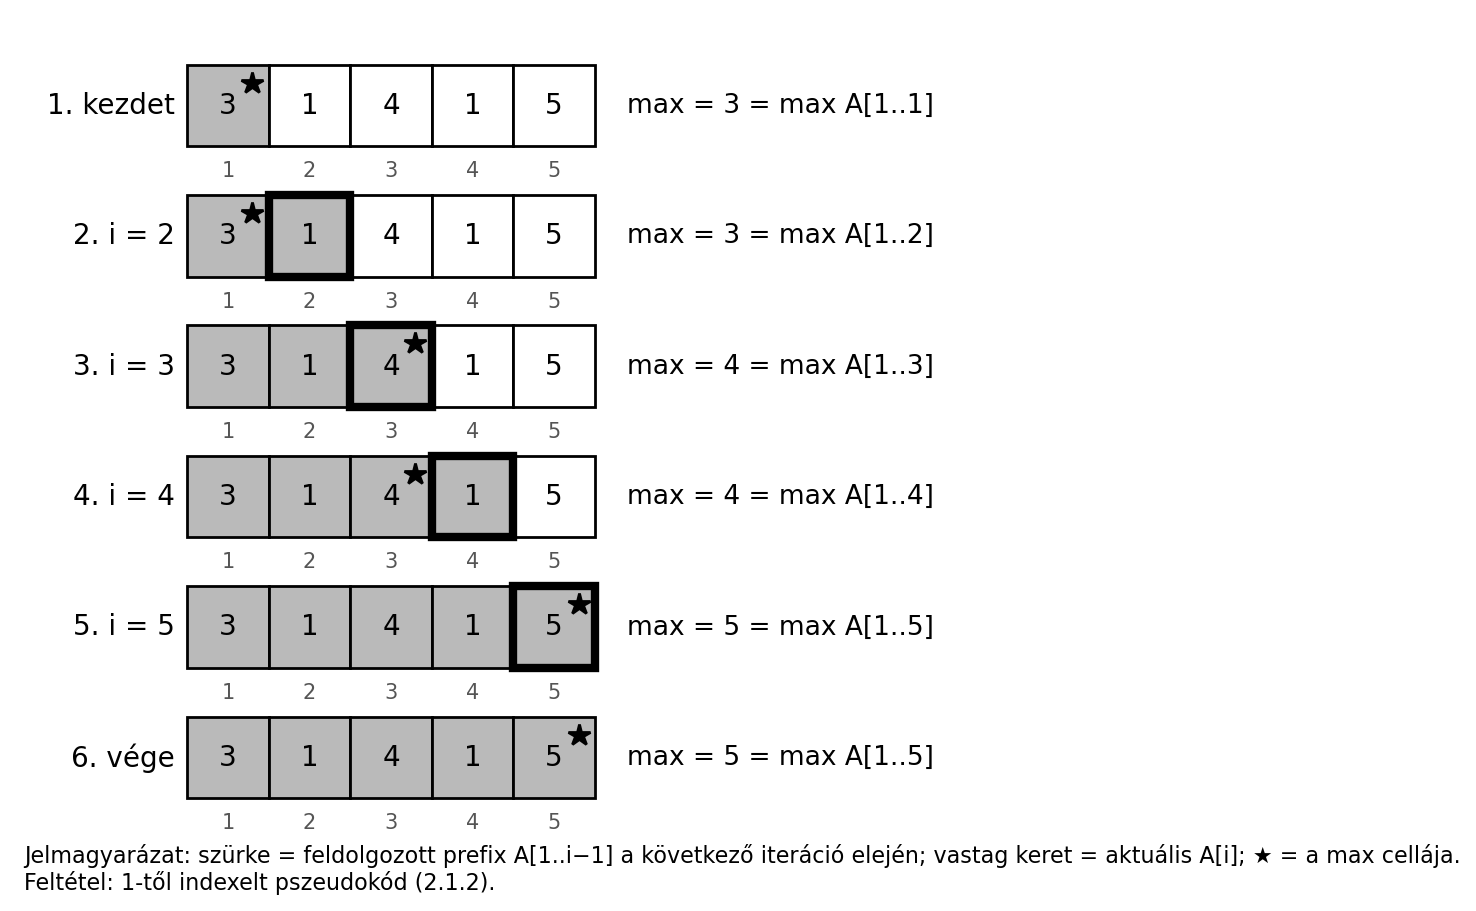 1. kezdet 3★ 1 4 1 5 max = 3 = max A[1..1]
1 2 3 4 5
2. i = 2 3★ 1 4 1 5 max = 3 = max A[1..2]
1 2 3 4 5
3. i = 3 3 1 4★ 1 5 max = 4 = max A[1..3]
1 2 3 4 5
4. i = 4 3 1 4★ 1 5 max = 4 = max A[1..4]
1 2 3 4 5
5. i = 5 3 1 4 1 5★ max = 5 = max A[1..5]
1 2 3 4 5
6. vége 3 1 4 1 5★ max = 5 = max A[1..5]
1 2 3 4 5
Jelmagyarázat: szürke = feldolgozott prefix A[1..i−1] a következő iteráció elején; vastag keret = aktuális A[i]; ★ = a max cellája.
Feltétel: 1-től indexelt pszeudokód (2.1.2).